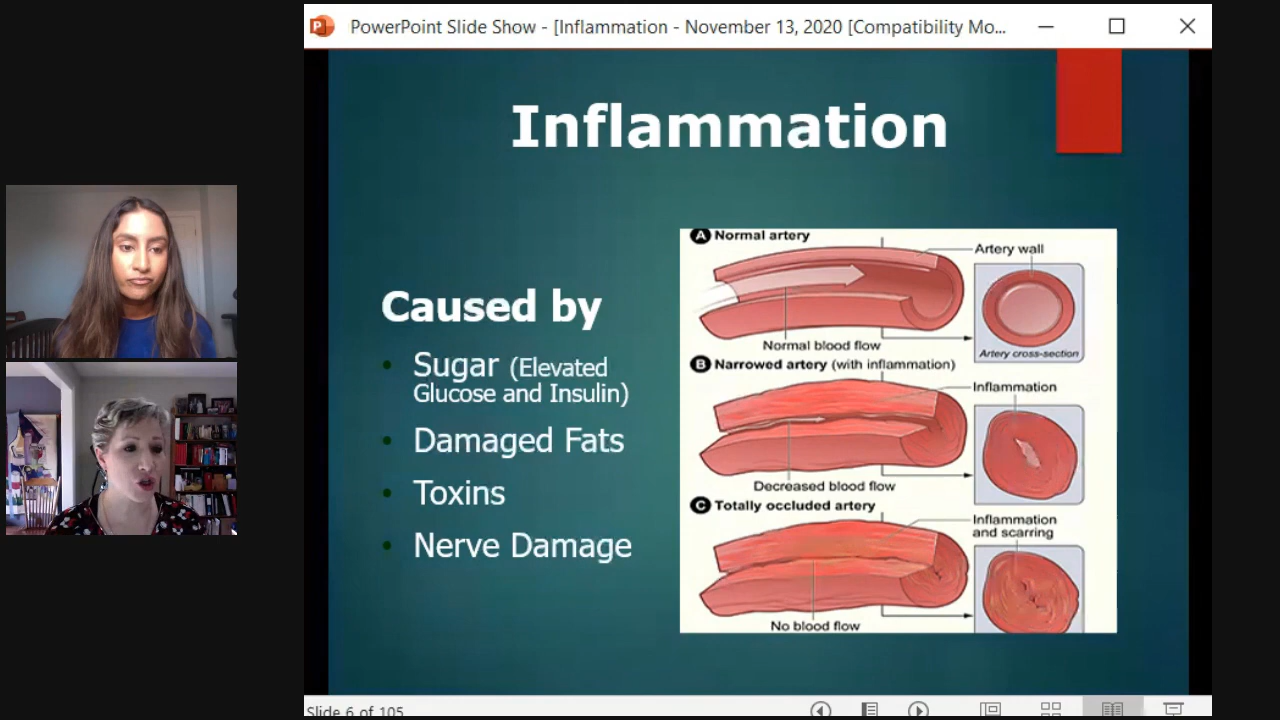 PowerPoint Slide Show - [Inflammation - November 13, 2020 [Compatibility Mo...
Inflammation
Caused by
Sugar (Elevated
Glucose and Insulin)
Damaged Fats
Toxins
Nerve Damage
A Normal artery
Artery wall
Normal blood flow
Artery cross-section
B Narrowed artery (with inflammation)
Inflammation
Decreased blood flow
C Totally occluded artery
Inflammation
and scarring
No blood flow
Slide 6 of 105